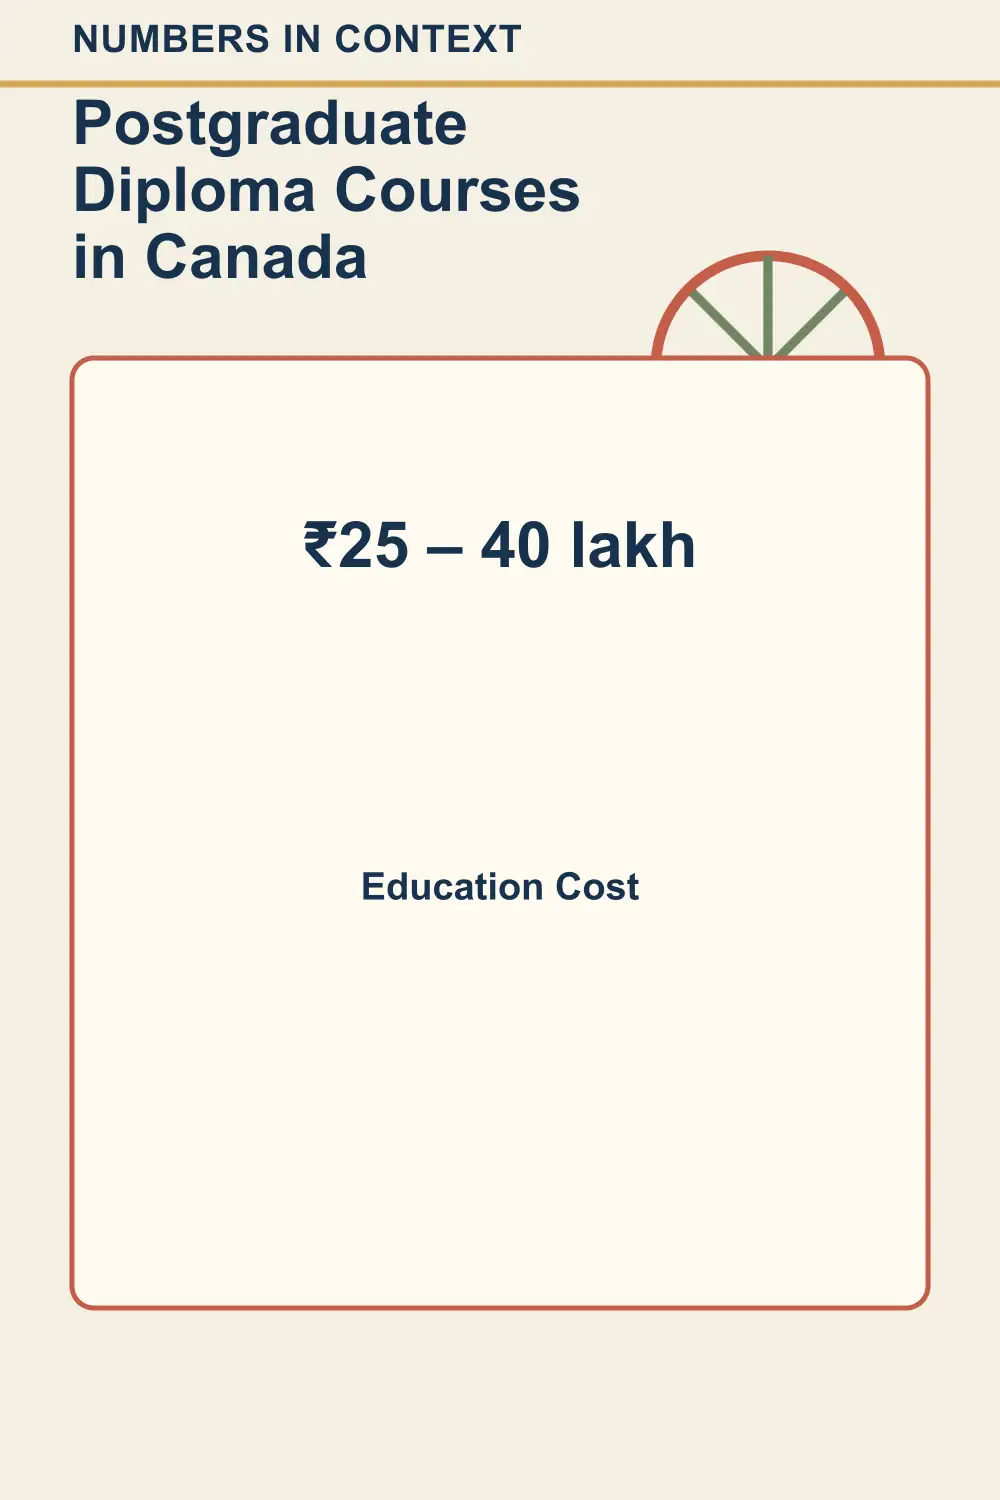 NUMBERS IN CONTEXT
Postgraduate
Diploma Courses
in Canada
₹25 – 40 lakh
Education Cost